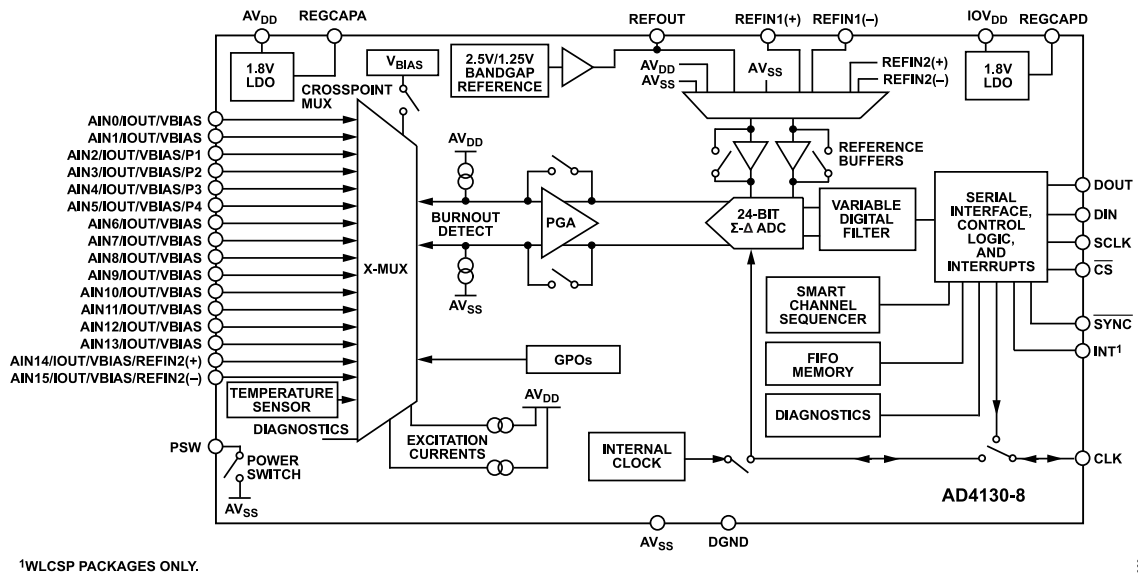 AVDD
REGCAPA
REFOUT
REFIN1(+)
REFIN1(–)
IOVDD
REGCAPD
1.8V
LDO
CROSSPOINT
MUX
VBIAS
2.5V/1.25V
BANDGAP
REFERENCE
AVDD
AVSS
AVSS
REFIN2(+)
REFIN2(–)
1.8V
LDO
AIN0/IOUT/VBIAS
AIN1/IOUT/VBIAS
AIN2/IOUT/VBIAS/P1
AIN3/IOUT/VBIAS/P2
AIN4/IOUT/VBIAS/P3
AIN5/IOUT/VBIAS/P4
AIN6/IOUT/VBIAS
AIN7/IOUT/VBIAS
AIN8/IOUT/VBIAS
AIN9/IOUT/VBIAS
AIN10/IOUT/VBIAS
AIN11/IOUT/VBIAS
AIN12/IOUT/VBIAS
AIN13/IOUT/VBIAS
AIN14/IOUT/VBIAS/REFIN2(+)
AIN15/IOUT/VBIAS/REFIN2(–)
TEMPERATURE
SENSOR
DIAGNOSTICS
X-MUX
AVDD
BURNOUT
DETECT
AVSS
PGA
REFERENCE
BUFFERS
24-BIT
Σ-Δ ADC
VARIABLE
DIGITAL
FILTER
SERIAL
INTERFACE,
CONTROL
LOGIC,
AND
INTERRUPTS
DOUT
DIN
SCLK
CS
SYNC
INT1
SMART
CHANNEL
SEQUENCER
FIFO
MEMORY
DIAGNOSTICS
GPOs
AVDD
EXCITATION
CURRENTS
PSW
POWER
SWITCH
AVSS
INTERNAL
CLOCK
CLK
AD4130-8
AVSS
DGND
1WLCSP PACKAGES ONLY.